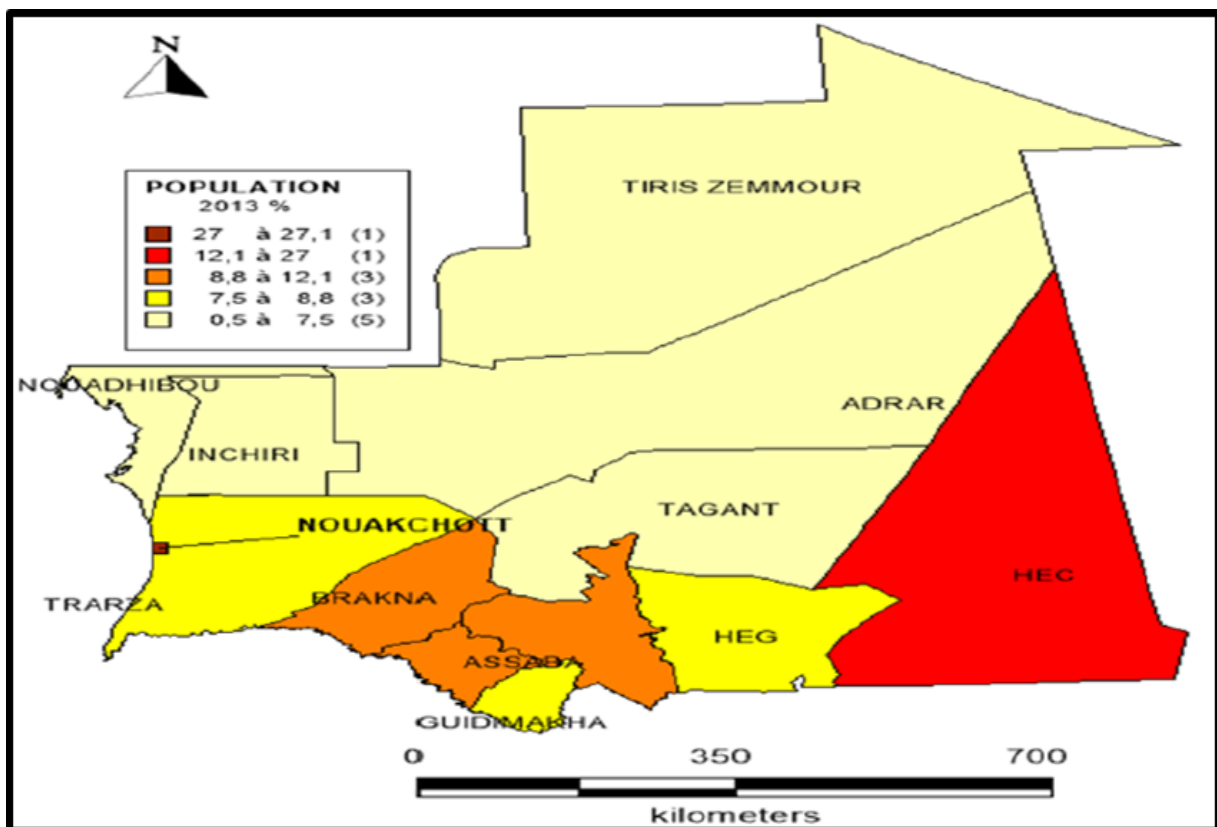 N
POPULATION
2013 %
27 à 27,1 (1)
12,1 à 27 (1)
8,8 à 12,1 (3)
7,5 à 8,8 (3)
0,5 à 7,5 (5)
TIRIS ZEMMOUR
NOUADHIBOU
ADRAR
INCHIRI
TAGANT
NOUAKCHOTT
HEC
TRARZA
BRAKNA
HEG
ASSABA
GUIDIMAKHA
0 350 700
kilometers